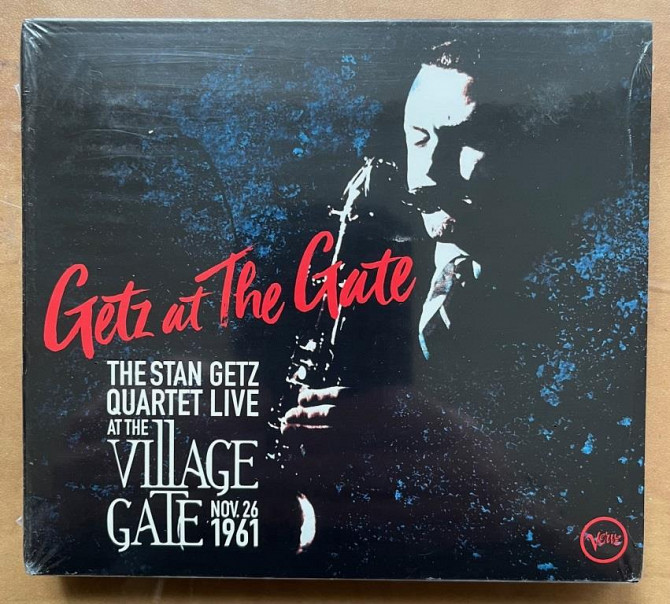 Getz at The Gate
THE STAN GETZ
QUARTET LIVE
AT THE
VIllAGE
GATE NOV. 26
1961
Verve